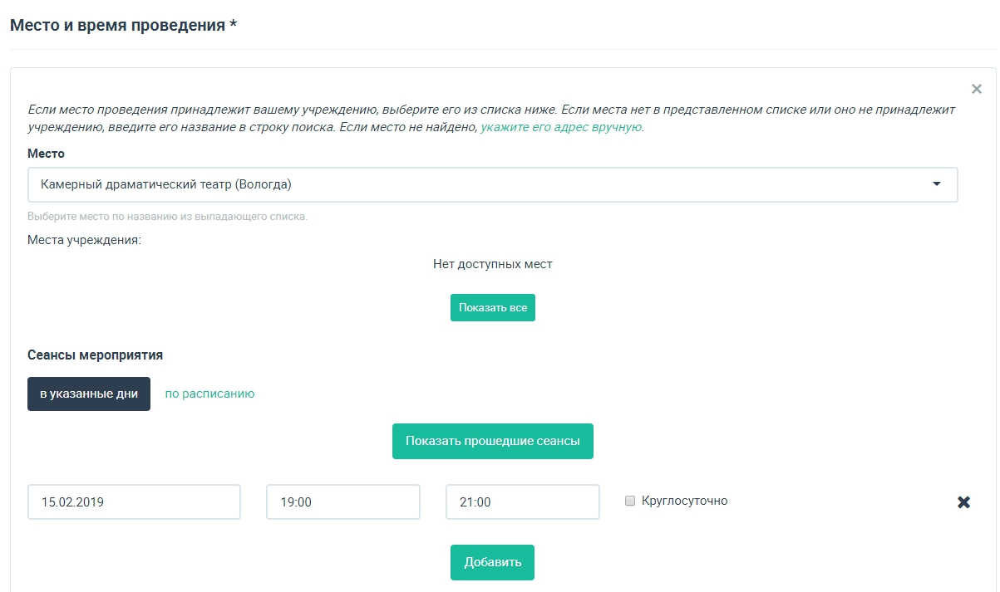 Место и время проведения *
Если место проведения принадлежит вашему учреждению, выберите его из списка ниже. Если места нет в представленном списке или оно не принадлежит
учреждению, введите его название в строку поиска. Если место не найдено, укажите его адрес вручную.
Место
Камерный драматический театр (Вологда)
Выберите место по названию из выпадающего списка.
Места учреждения:
Нет доступных мест
Показать все
Сеансы мероприятия
в указанные дни по расписанию
Показать прошедшие сеансы
15.02.2019 19:00 21:00 Круглосуточно
Добавить